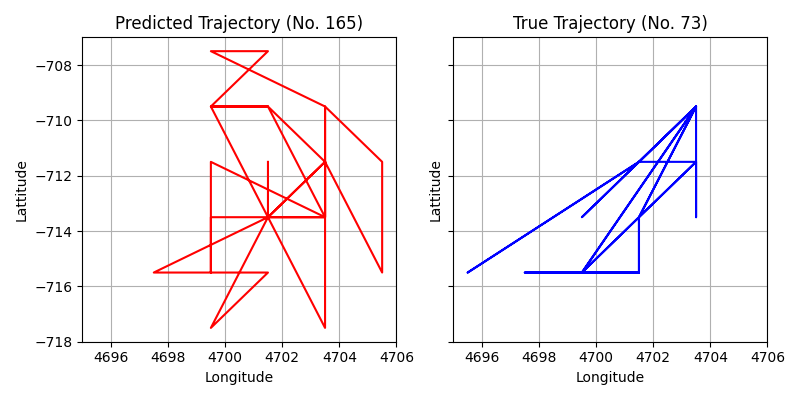 Predicted Trajectory (No. 165)
True Trajectory (No. 73)
−708
−710
−712
−714
−716
−718
Lattitude
Lattitude
4696 4698 4700 4702 4704 4706
4696 4698 4700 4702 4704 4706
Longitude
Longitude